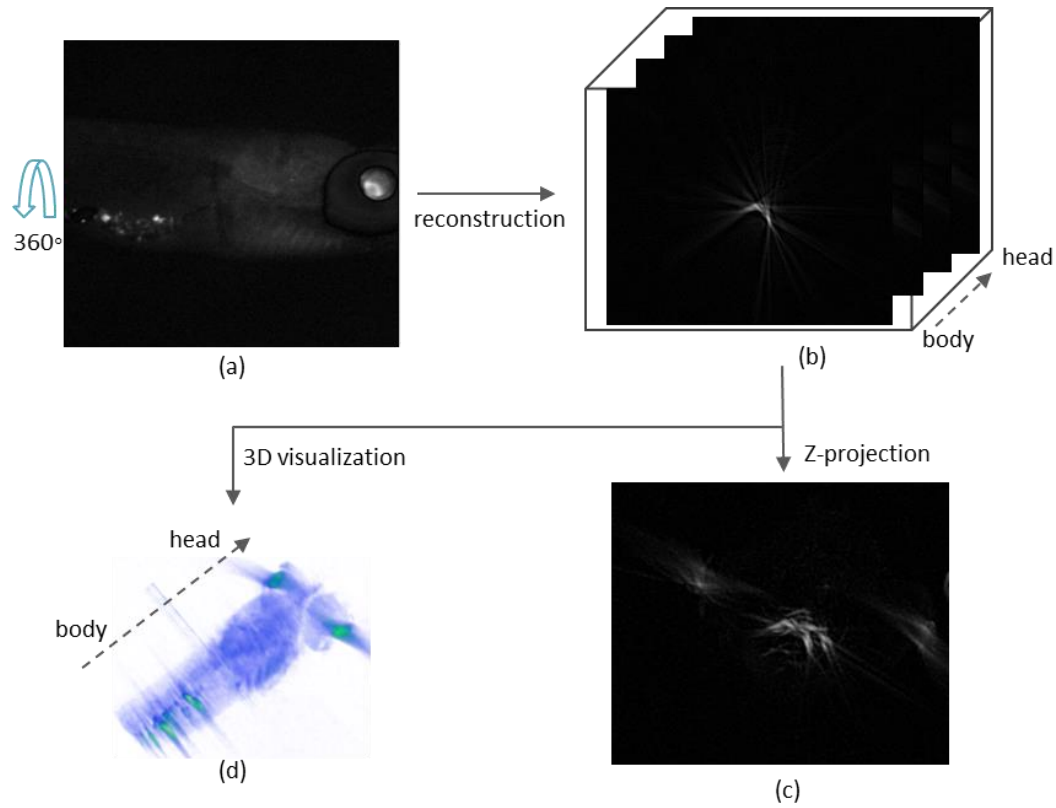 360°
(a)
reconstruction
(b)
head
body
3D visualization
Z-projection
head
body
(d)
(c)